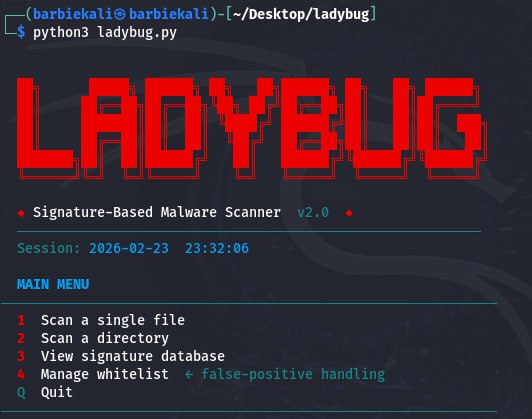 (barbiekali㉿barbiekali)-[~/Desktop/ladybug]
$ python3 ladybug.py
LADYBUG
◆ Signature-Based Malware Scanner v2.0 ◆
Session: 2026-02-23 23:32:06
MAIN MENU
1 Scan a single file
2 Scan a directory
3 View signature database
4 Manage whitelist ← false-positive handling
Q Quit